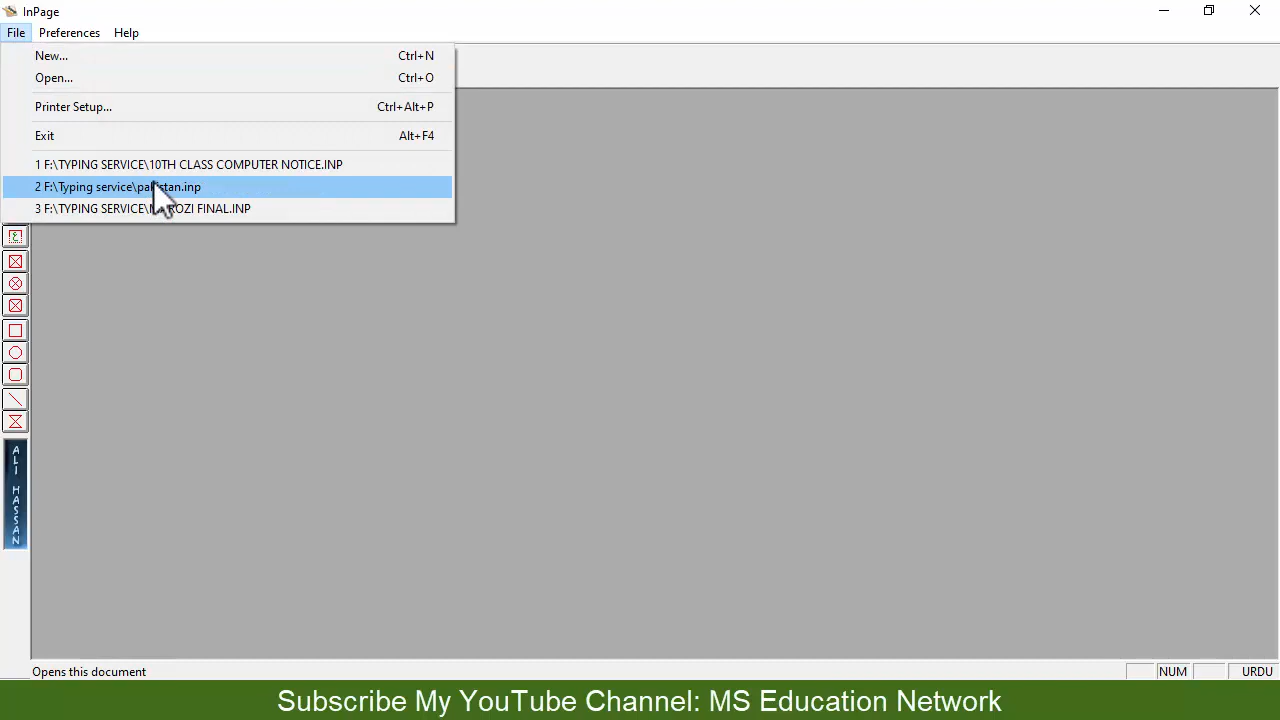 InPage
File Preferences Help
New... Ctrl+N
Open... Ctrl+O
Printer Setup... Ctrl+Alt+P
Exit Alt+F4
1 F:\TYPING SERVICE\10TH CLASS COMPUTER NOTICE.INP
2 F:\Typing service\pakistan.inp
3 F:\TYPING SERVICE\ ROZI FINAL.INP
ALI HASSAN
Opens this document NUM URDU
Subscribe My YouTube Channel: MS Education Network